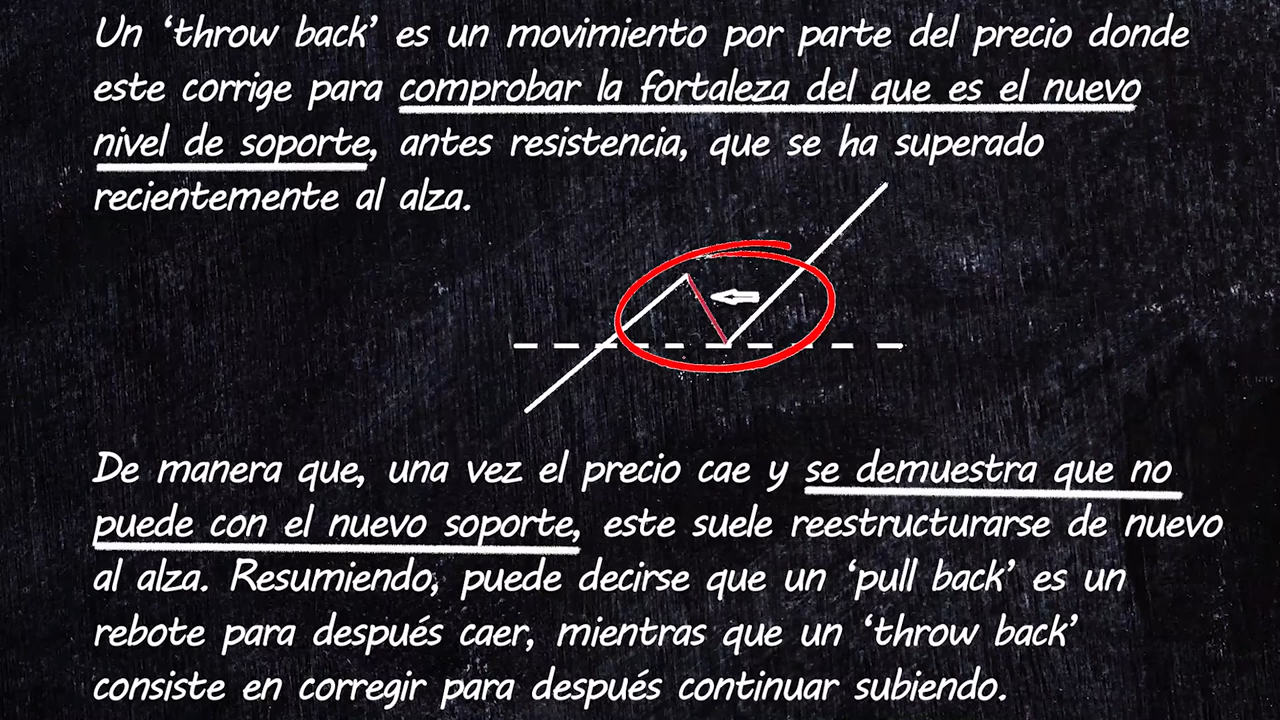 Un ‘throw back’ es un movimiento por parte del precio donde
este corrige para comprobar la fortaleza del que es el nuevo
nivel de soporte, antes resistencia, que se ha superado
recientemente al alza.
De manera que, una vez el precio cae y se demuestra que no
puede con el nuevo soporte, este suele reestructurarse de nuevo
al alza. Resumiendo, puede decirse que un ‘pull back’ es un
rebote para después caer, mientras que un ‘throw back’
consiste en corregir para después continuar subiendo.